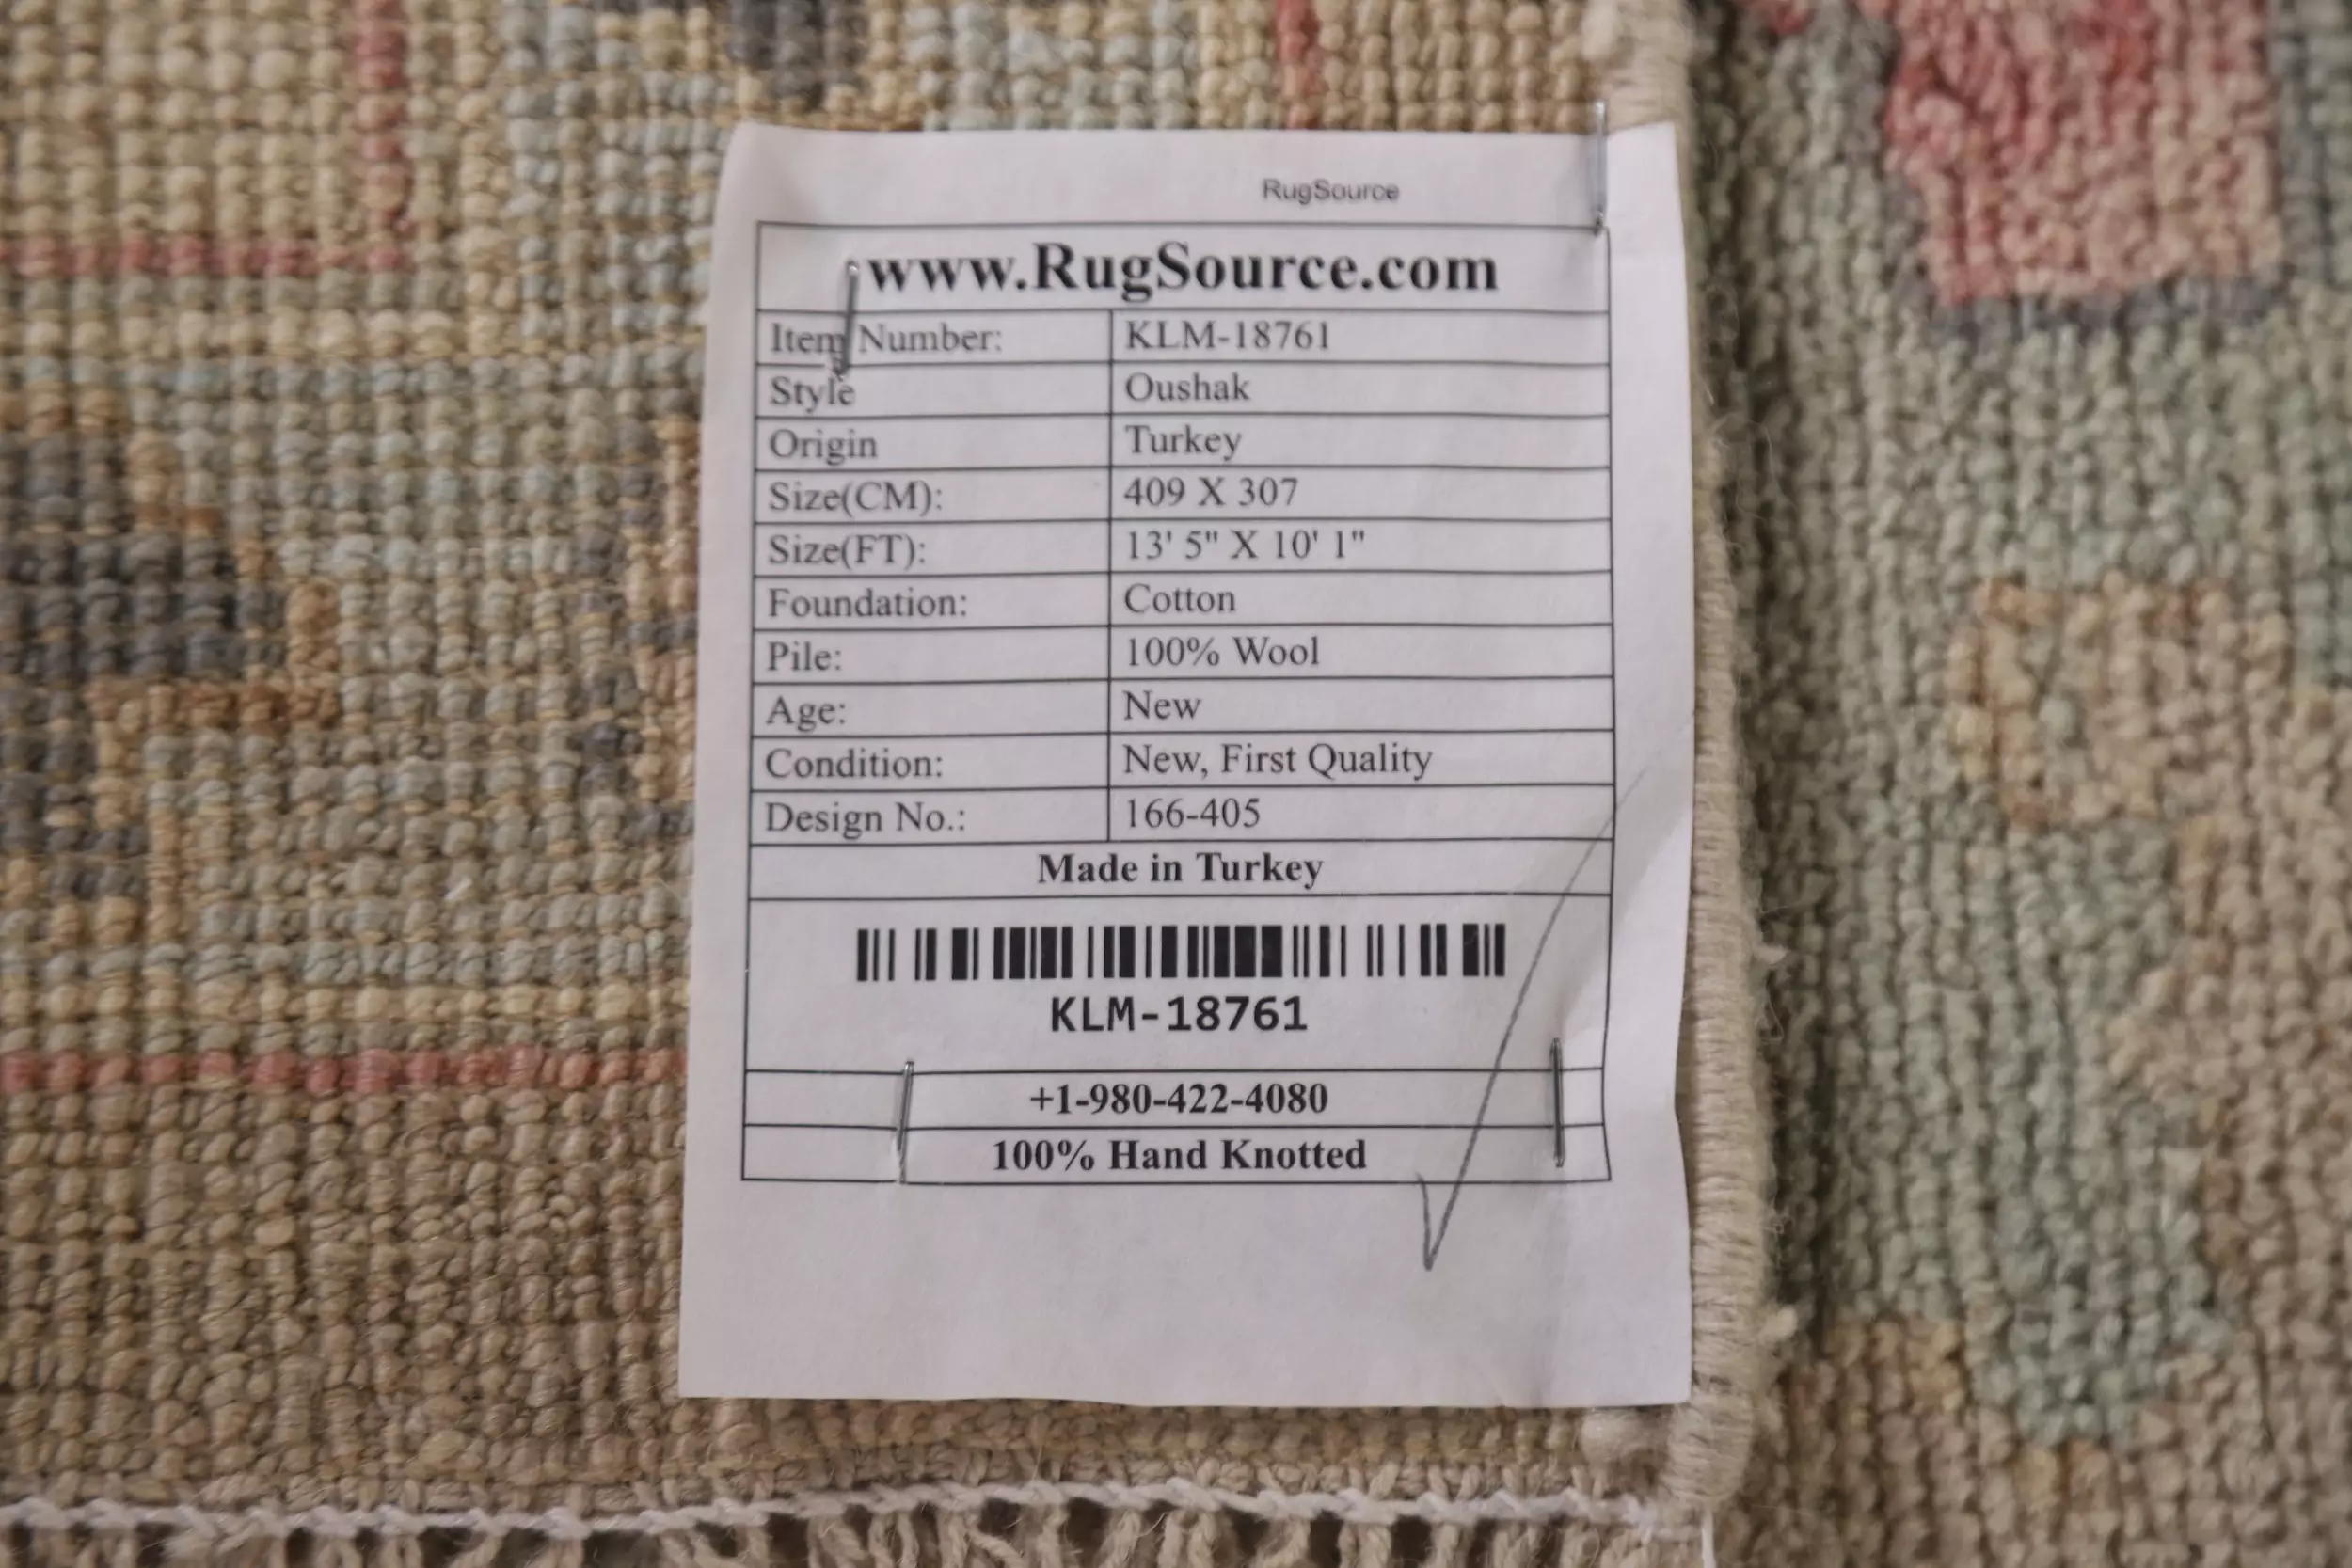 RugSource
www.RugSource.com
Item Number: KLM-18761
Style Oushak
Origin Turkey
Size(CM): 409 X 307
Size(FT): 13' 5" X 10' 1"
Foundation: Cotton
Pile: 100% Wool
Age: New
Condition: New, First Quality
Design No.: 166-405
Made in Turkey
KLM-18761
+1-980-422-4080
100% Hand Knotted